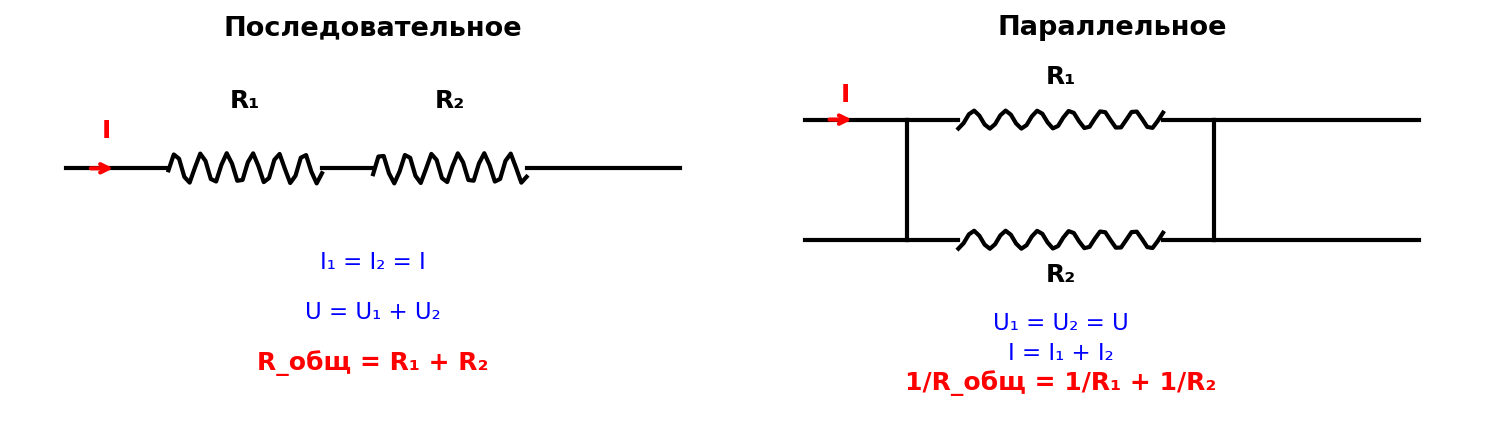 Последовательное
R₁
R₂
I
I₁ = I₂ = I
U = U₁ + U₂
R_общ = R₁ + R₂
Параллельное
R₁
I
R₂
U₁ = U₂ = U
I = I₁ + I₂
1/R_общ = 1/R₁ + 1/R₂